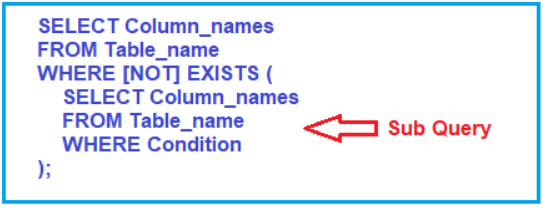 SELECT Column_names
FROM Table_name
WHERE [NOT] EXISTS (
SELECT Column_names
FROM Table_name
WHERE Condition
);
Sub Query